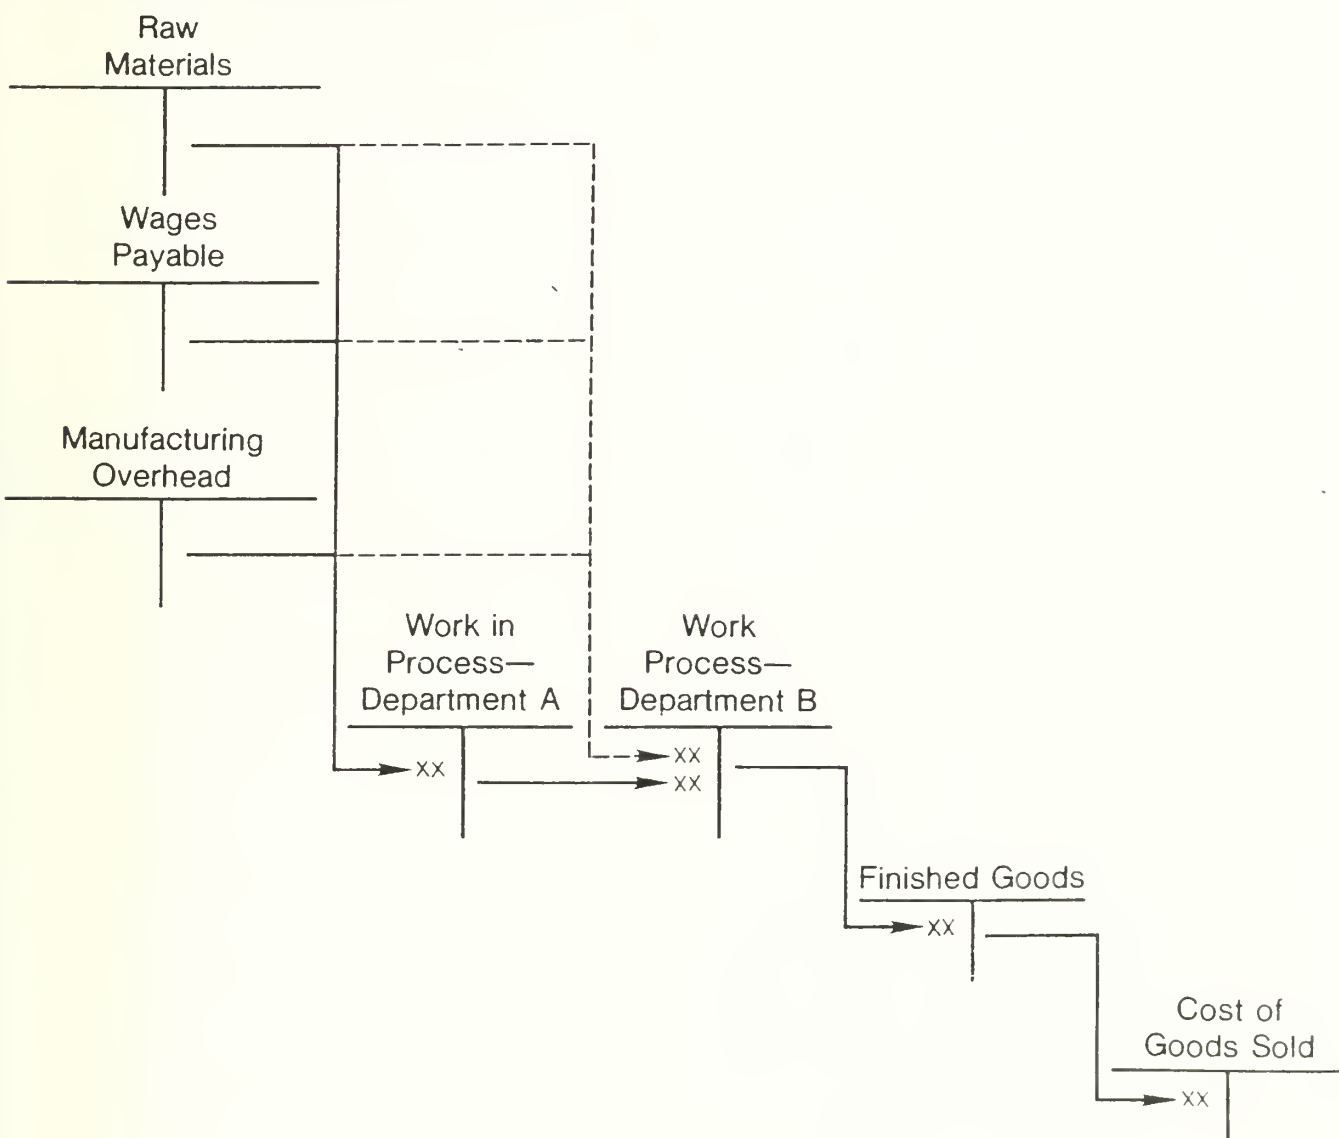 Raw
Materials
Wages
Payable
Manufacturing
Overhead
Work in
Process—
Department A
Work
Process—
Department B
XX
XX
XX
Finished Goods
XX
Cost of
Goods Sold
XX